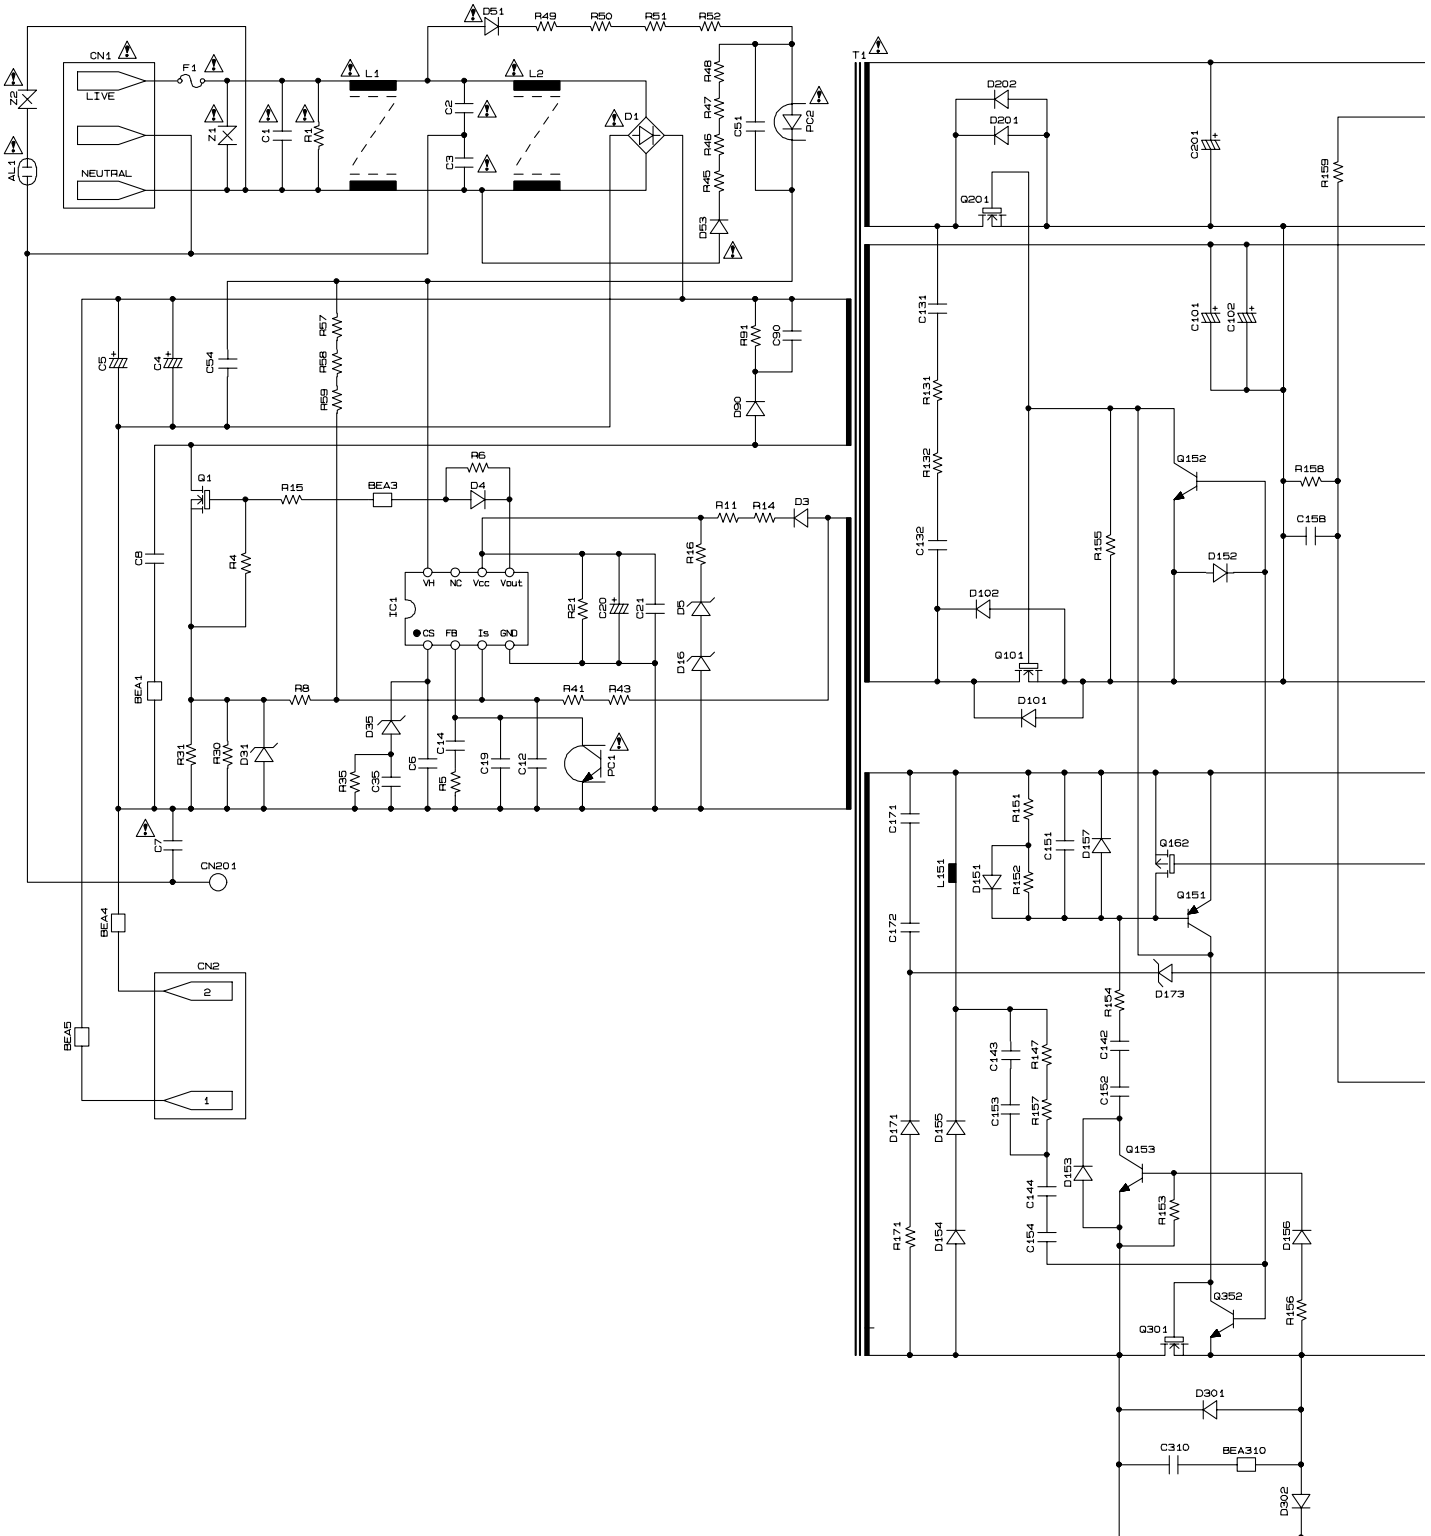 D51
R49
R50
R51
R52
CN1
F1
L1
L2
T1
Z2
LIVE
Z1
C1
R1
C2
D1
R48
R47
R46
R45
C51
PC2
D202
D201
C201
R159
AL1
NEUTRAL
C3
D53
Q201
C5
+
C4
+
C54
R57
R58
R59
R91
C90
D90
C131
R131
R132
C132
C101
+
C102
+
+
Q1
R15
BEA3
R6
D4
R11
R14
D3
Q152
R158
C158
C8
R4
IC1
VH
NC
Vcc
Vout
CS
FB
Is
GND
R21
C20
+
C21
R16
D5
D16
R155
D152
D102
Q101
D101
BEA1
R8
R41
R43
R31
R30
D31
D35
R35
C35
C6
C14
R5
C19
C12
PC1
C7
CN201
C171
L151
D151
R151
R152
C151
D157
Q162
Q151
C172
BEA4
CN2
2
1
BEA5
D173
R154
C142
C152
C143
R147
C153
R157
D171
D155
D153
Q153
R153
C144
C154
R171
D154
D156
R156
Q352
Q301
D301
C310
BEA310
D302